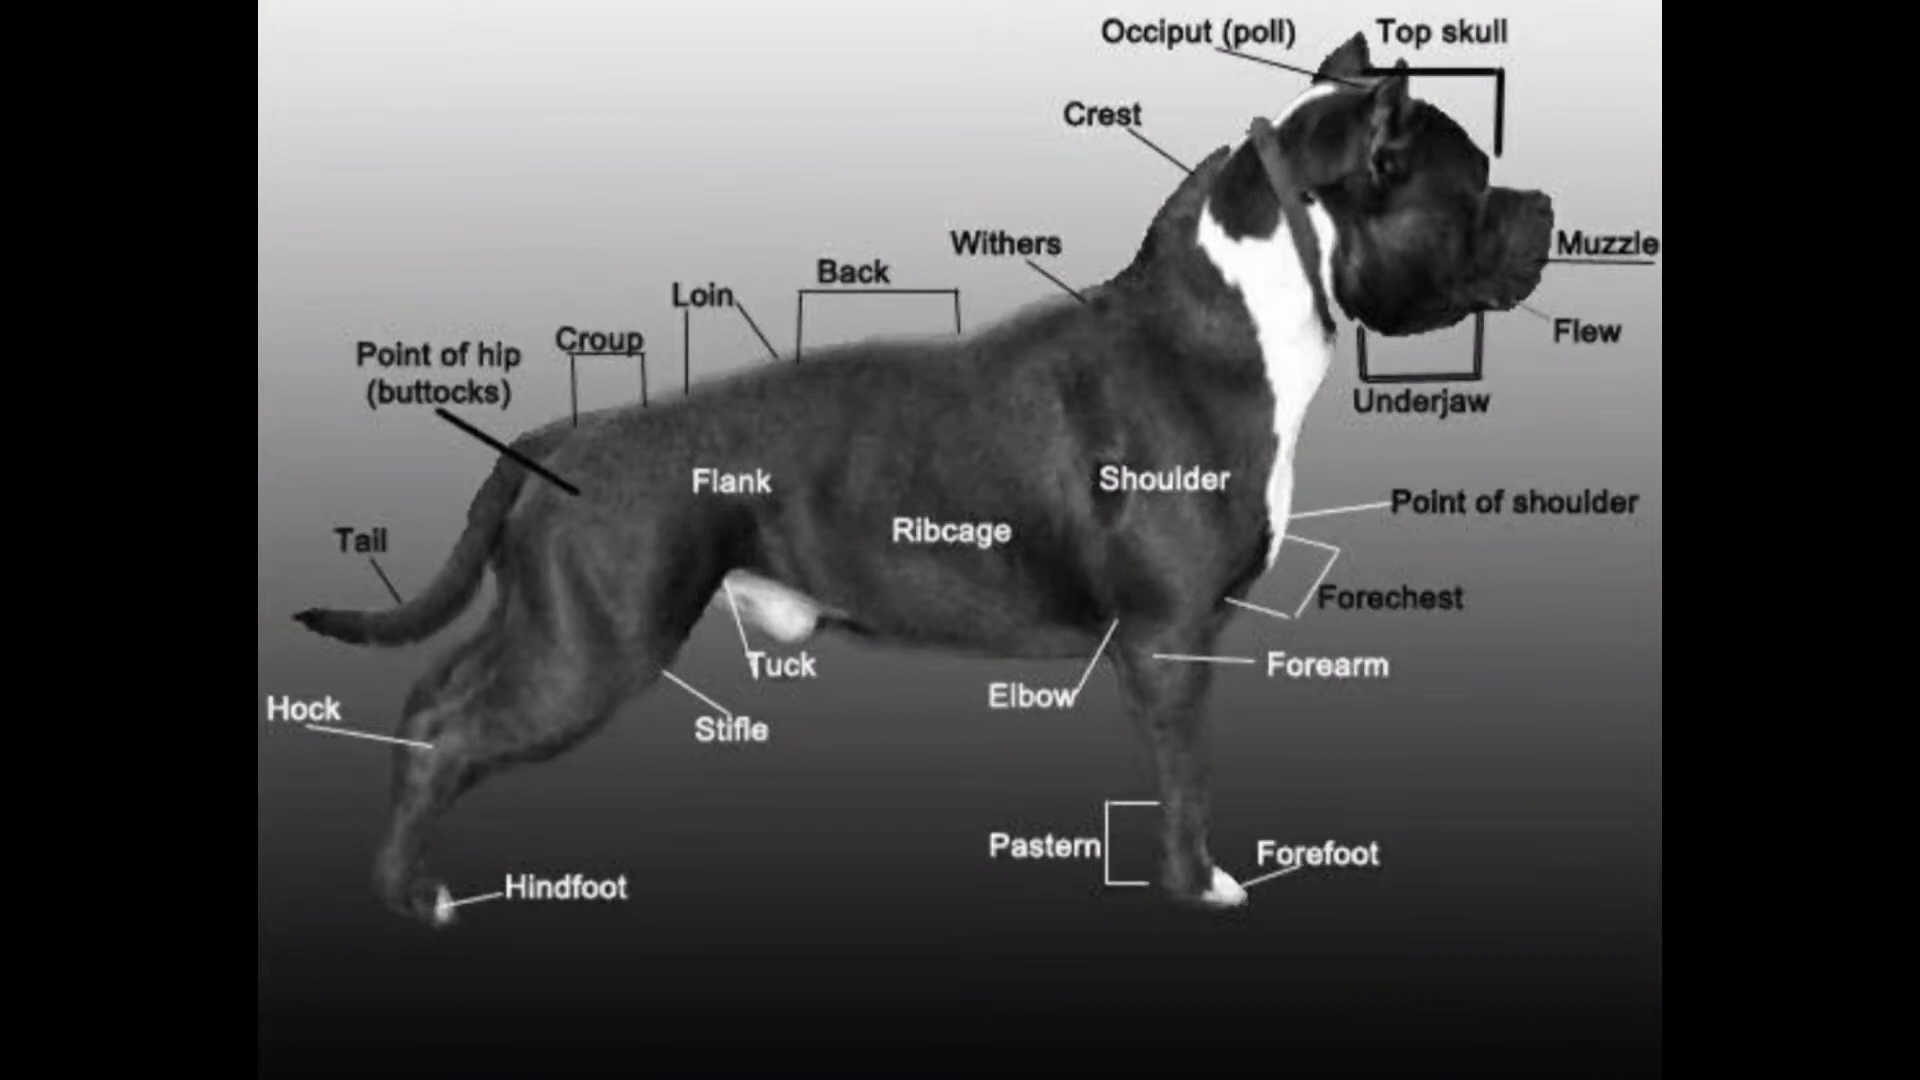 Occiput (poll)
Top skull
Crest
Withers
Muzzle
Back
Loin
Flew
Croup
Point of hip
(buttocks)
Underjaw
Flank
Shoulder
Point of shoulder
Ribcage
Tail
Forechest
Tuck
Forearm
Elbow
Hock
Stifle
Pastern
Forefoot
Hindfoot